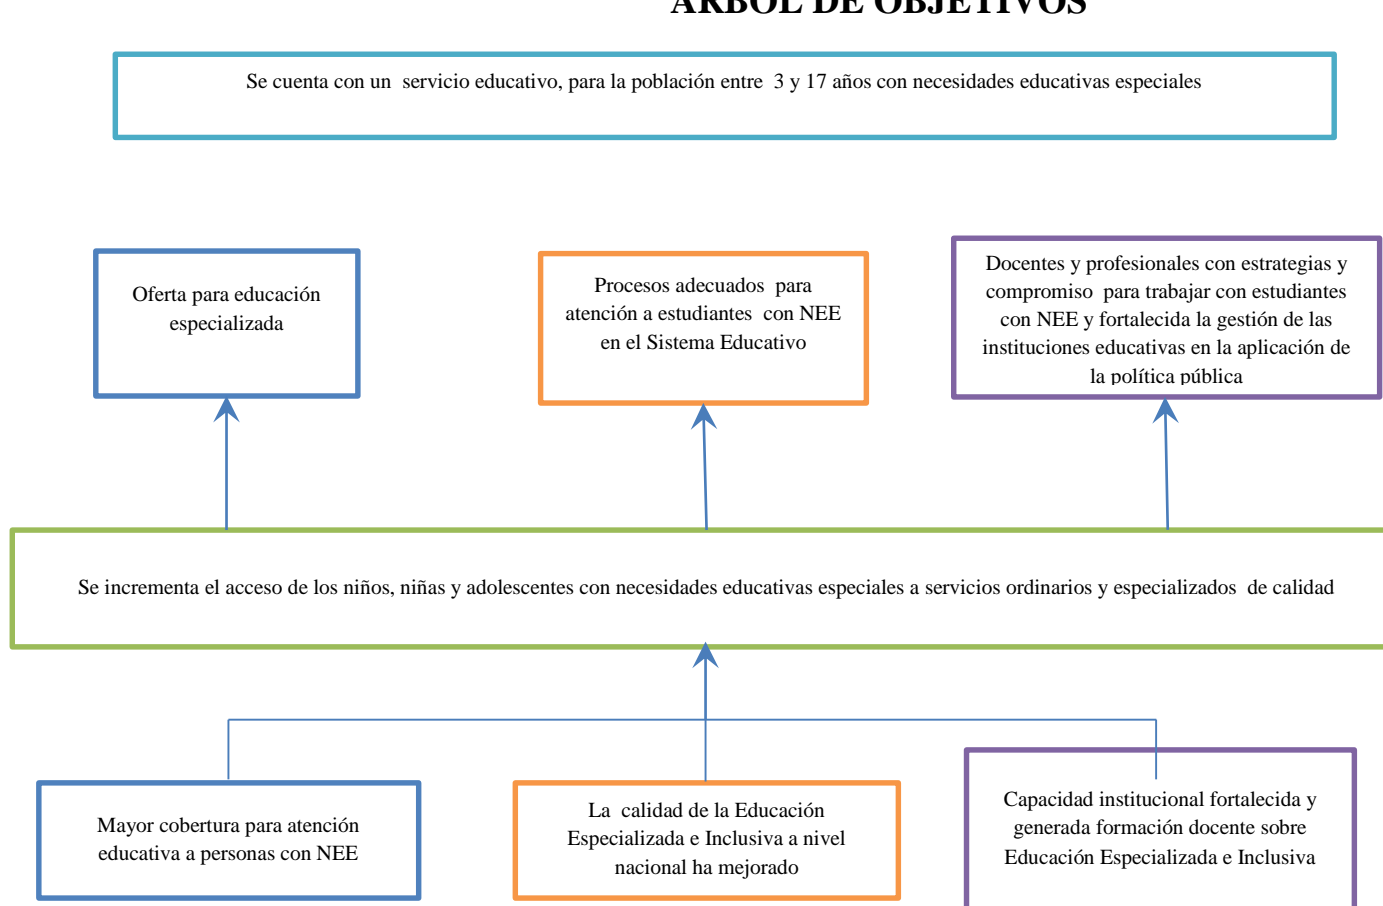 ARBOL DE OBJETIVOS
Se cuenta con un servicio educativo, para la población entre 3 y 17 años con necesidades educativas especiales
Oferta para educación
especializada
Procesos adecuados para
atención a estudiantes con NEE
en el Sistema Educativo
Docentes y profesionales con estrategias y
compromiso para trabajar con estudiantes
con NEE y fortalecida la gestión de las
instituciones educativas en la aplicación de
la política pública
Se incrementa el acceso de los niños, niñas y adolescentes con necesidades educativas especiales a servicios ordinarios y especializados de calidad
Mayor cobertura para atención
educativa a personas con NEE
La calidad de la Educación
Especializada e Inclusiva a nivel
nacional ha mejorado
Capacidad institucional fortalecida y
generada formación docente sobre
Educación Especializada e Inclusiva